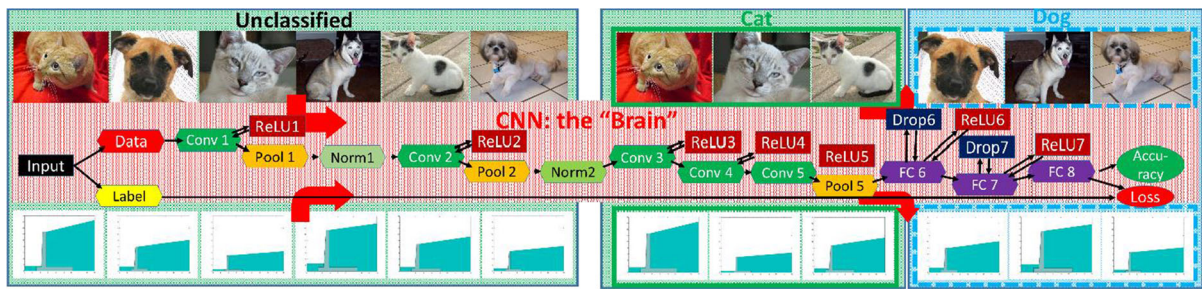 Unclassified
Cat
Dog
CNN: the “Brain”
Drop6
ReLU6
ReLU1
ReLU2
ReLU3
ReLU4
Drop7
ReLU7
Data
Conv 1
Pool 1
Norm1
Conv 2
Pool 2
Norm2
Conv 3
Conv 4
Conv 5
ReLU5
Pool 5
FC 6
FC 7
FC 8
Accu-
racy
Input
Label
Loss